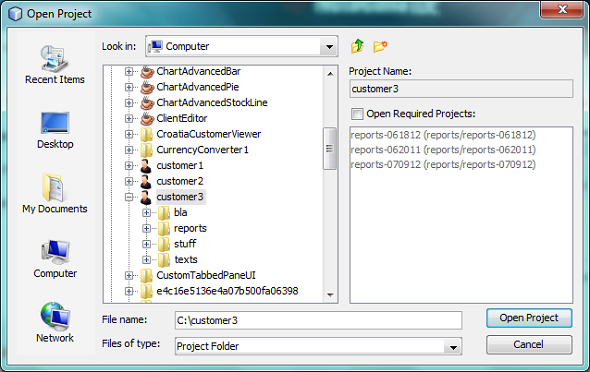 Open Project
Look in:
Computer
Recent Items
Desktop
My Documents
Computer
Network
ChartAdvancedBar
ChartAdvancedPie
ChartAdvancedStockLine
ClientEditor
CroatiaCustomerViewer
CurrencyConverter1
customer1
customer2
customer3
bla
reports
stuff
texts
CustomTabbedPaneUI
e4c16e5136e4a07b500fa06398
Project Name:
customer3
Open Required Projects:
reports-061812 (reports/reports-061812)
reports-062011 (reports/reports-062011)
reports-070912 (reports/reports-070912)
File name:
C:\customer3
Open Project
Files of type:
Project Folder
Cancel